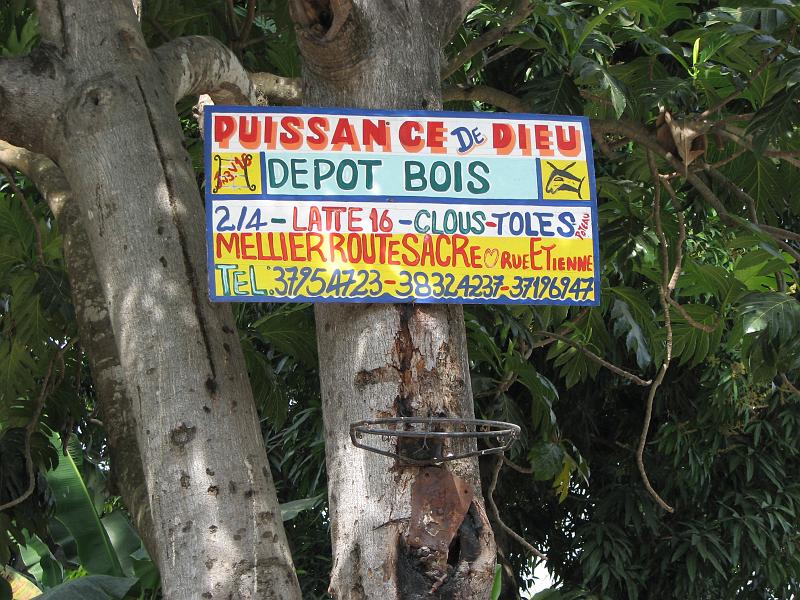 PUISSANCE DE DIEU
DEPOT BOIS
2/4 - LATTE 16 - CLOUS - TOLES
MELLIER ROUTE SACRE RUE ETIENNE
TEL: 37954723 - 38324237 - 37196947